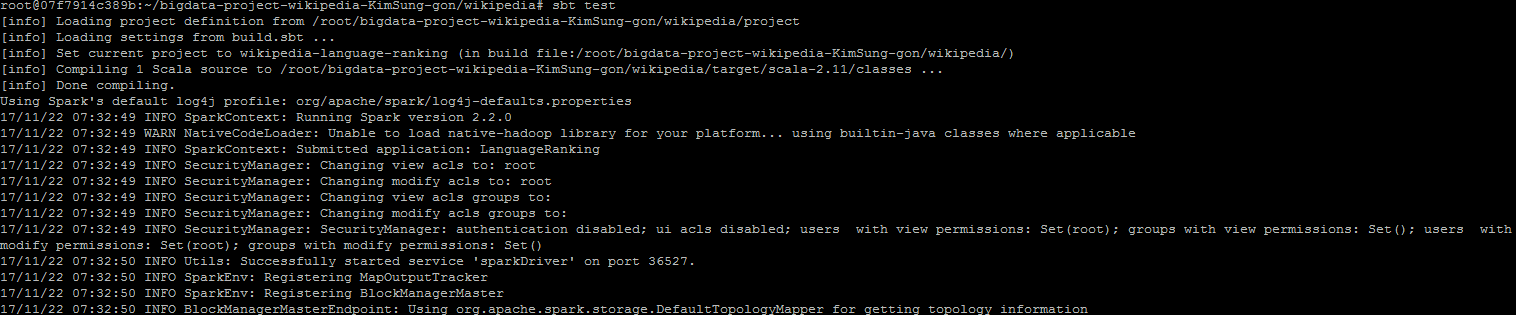 root@07f7914c389b:~/bigdata-project-wikipedia-KimSung-gon/wikipedia# sbt test
[info] Loading project definition from /root/bigdata-project-wikipedia-KimSung-gon/wikipedia/project
[info] Loading settings from build.sbt ...
[info] Set current project to wikipedia-language-ranking (in build file:/root/bigdata-project-wikipedia-KimSung-gon/wikipedia/)
[info] Compiling 1 Scala source to /root/bigdata-project-wikipedia-KimSung-gon/wikipedia/target/scala-2.11/classes ...
[info] Done compiling.
Using Spark's default log4j profile: org/apache/spark/log4j-defaults.properties
17/11/22 07:32:49 INFO SparkContext: Running Spark version 2.2.0
17/11/22 07:32:49 WARN NativeCodeLoader: Unable to load native-hadoop library for your platform... using builtin-java classes where applicable
17/11/22 07:32:49 INFO SparkContext: Submitted application: LanguageRanking
17/11/22 07:32:49 INFO SecurityManager: Changing view acls to: root
17/11/22 07:32:49 INFO SecurityManager: Changing modify acls to: root
17/11/22 07:32:49 INFO SecurityManager: Changing view acls groups to:
17/11/22 07:32:49 INFO SecurityManager: Changing modify acls groups to:
17/11/22 07:32:49 INFO SecurityManager: SecurityManager: authentication disabled; ui acls disabled; users  with view permissions: Set(root); groups with view permissions: Set(); users  with
modify permissions: Set(root); groups with modify permissions: Set()
17/11/22 07:32:50 INFO Utils: Successfully started service 'sparkDriver' on port 36527.
17/11/22 07:32:50 INFO SparkEnv: Registering MapOutputTracker
17/11/22 07:32:50 INFO SparkEnv: Registering BlockManagerMaster
17/11/22 07:32:50 INFO BlockManagerMasterEndpoint: Using org.apache.spark.storage.DefaultTopologyMapper for getting topology information